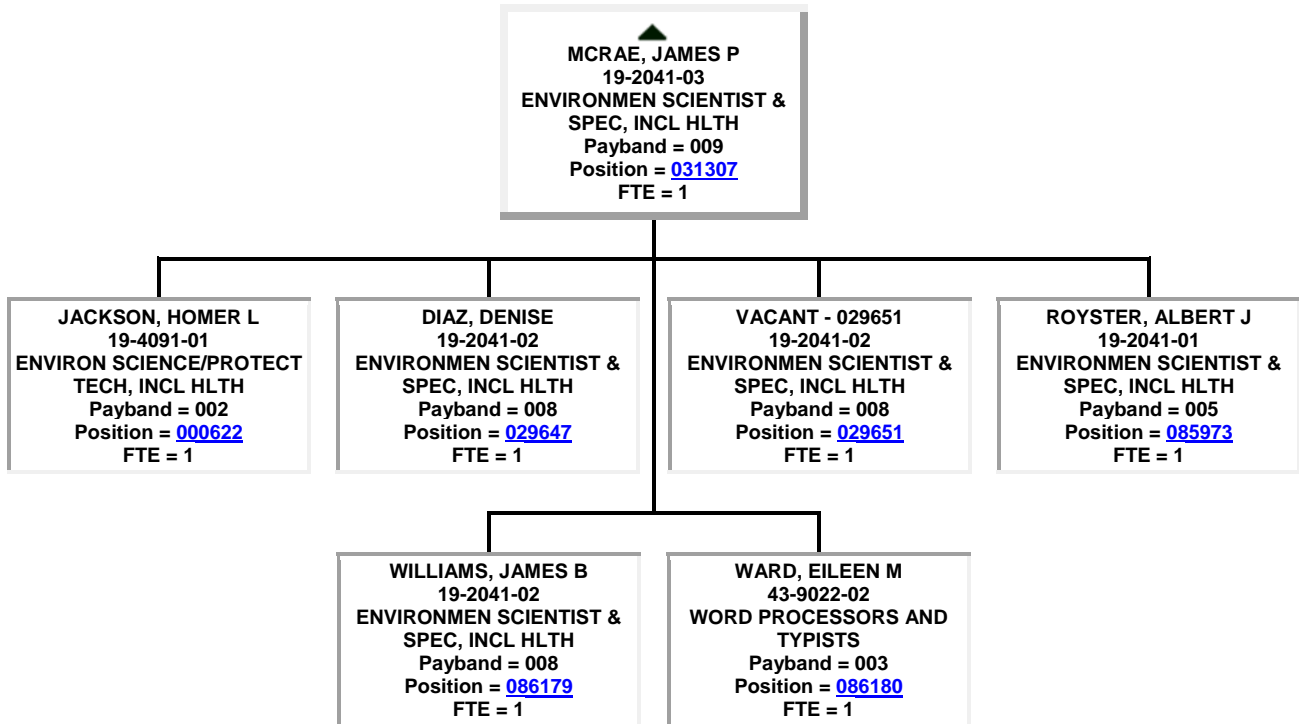 MCRAE, JAMES P
19-2041-03
ENVIRONMEN SCIENTIST &
SPEC, INCL HLTH
Payband = 009
Position = 031307
FTE = 1
JACKSON, HOMER L
19-4091-01
ENVIRON SCIENCE/PROTECT
TECH, INCL HLTH
Payband = 002
Position = 000622
FTE = 1
DIAZ, DENISE
19-2041-02
ENVIRONMEN SCIENTIST &
SPEC, INCL HLTH
Payband = 008
Position = 029647
FTE = 1
VACANT - 029651
19-2041-02
ENVIRONMEN SCIENTIST &
SPEC, INCL HLTH
Payband = 008
Position = 029651
FTE = 1
ROYSTER, ALBERT J
19-2041-01
ENVIRONMEN SCIENTIST &
SPEC, INCL HLTH
Payband = 005
Position = 085973
FTE = 1
WILLIAMS, JAMES B
19-2041-02
ENVIRONMEN SCIENTIST &
SPEC, INCL HLTH
Payband = 008
Position = 086179
FTE = 1
WARD, EILEEN M
43-9022-02
WORD PROCESSORS AND
TYPISTS
Payband = 003
Position = 086180
FTE = 1